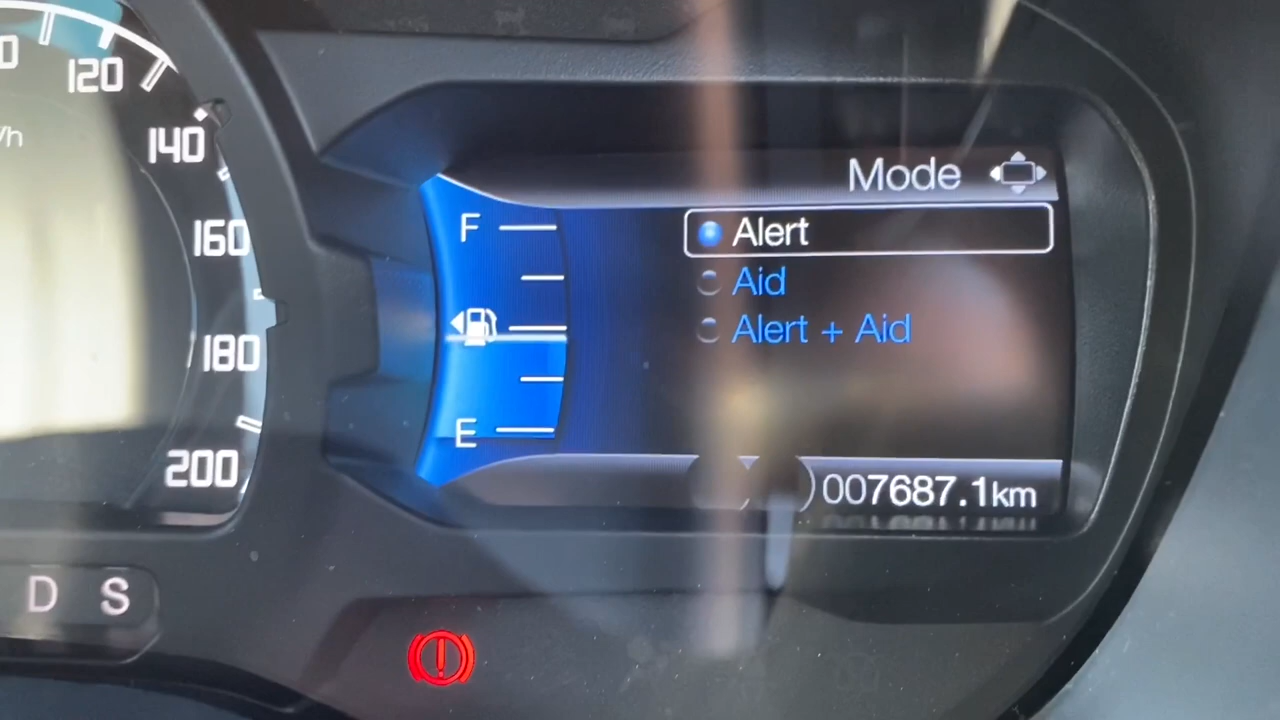 120
140
160
180
200
/h
D S
Mode
F
E
Alert
Aid
Alert + Aid
007687.1km